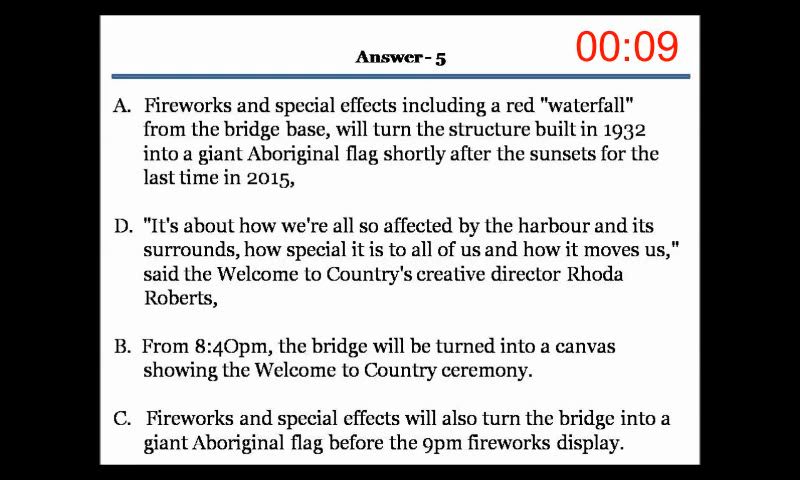 Answer - 5
00:09
A. Fireworks and special effects including a red "waterfall"
from the bridge base, will turn the structure built in 1932
into a giant Aboriginal flag shortly after the sunsets for the
last time in 2015,
D. "It's about how we're all so affected by the harbour and its
surrounds, how special it is to all of us and how it moves us,"
said the Welcome to Country's creative director Rhoda
Roberts,
B. From 8:40pm, the bridge will be turned into a canvas
showing the Welcome to Country ceremony.
C. Fireworks and special effects will also turn the bridge into a
giant Aboriginal flag before the 9pm fireworks display.